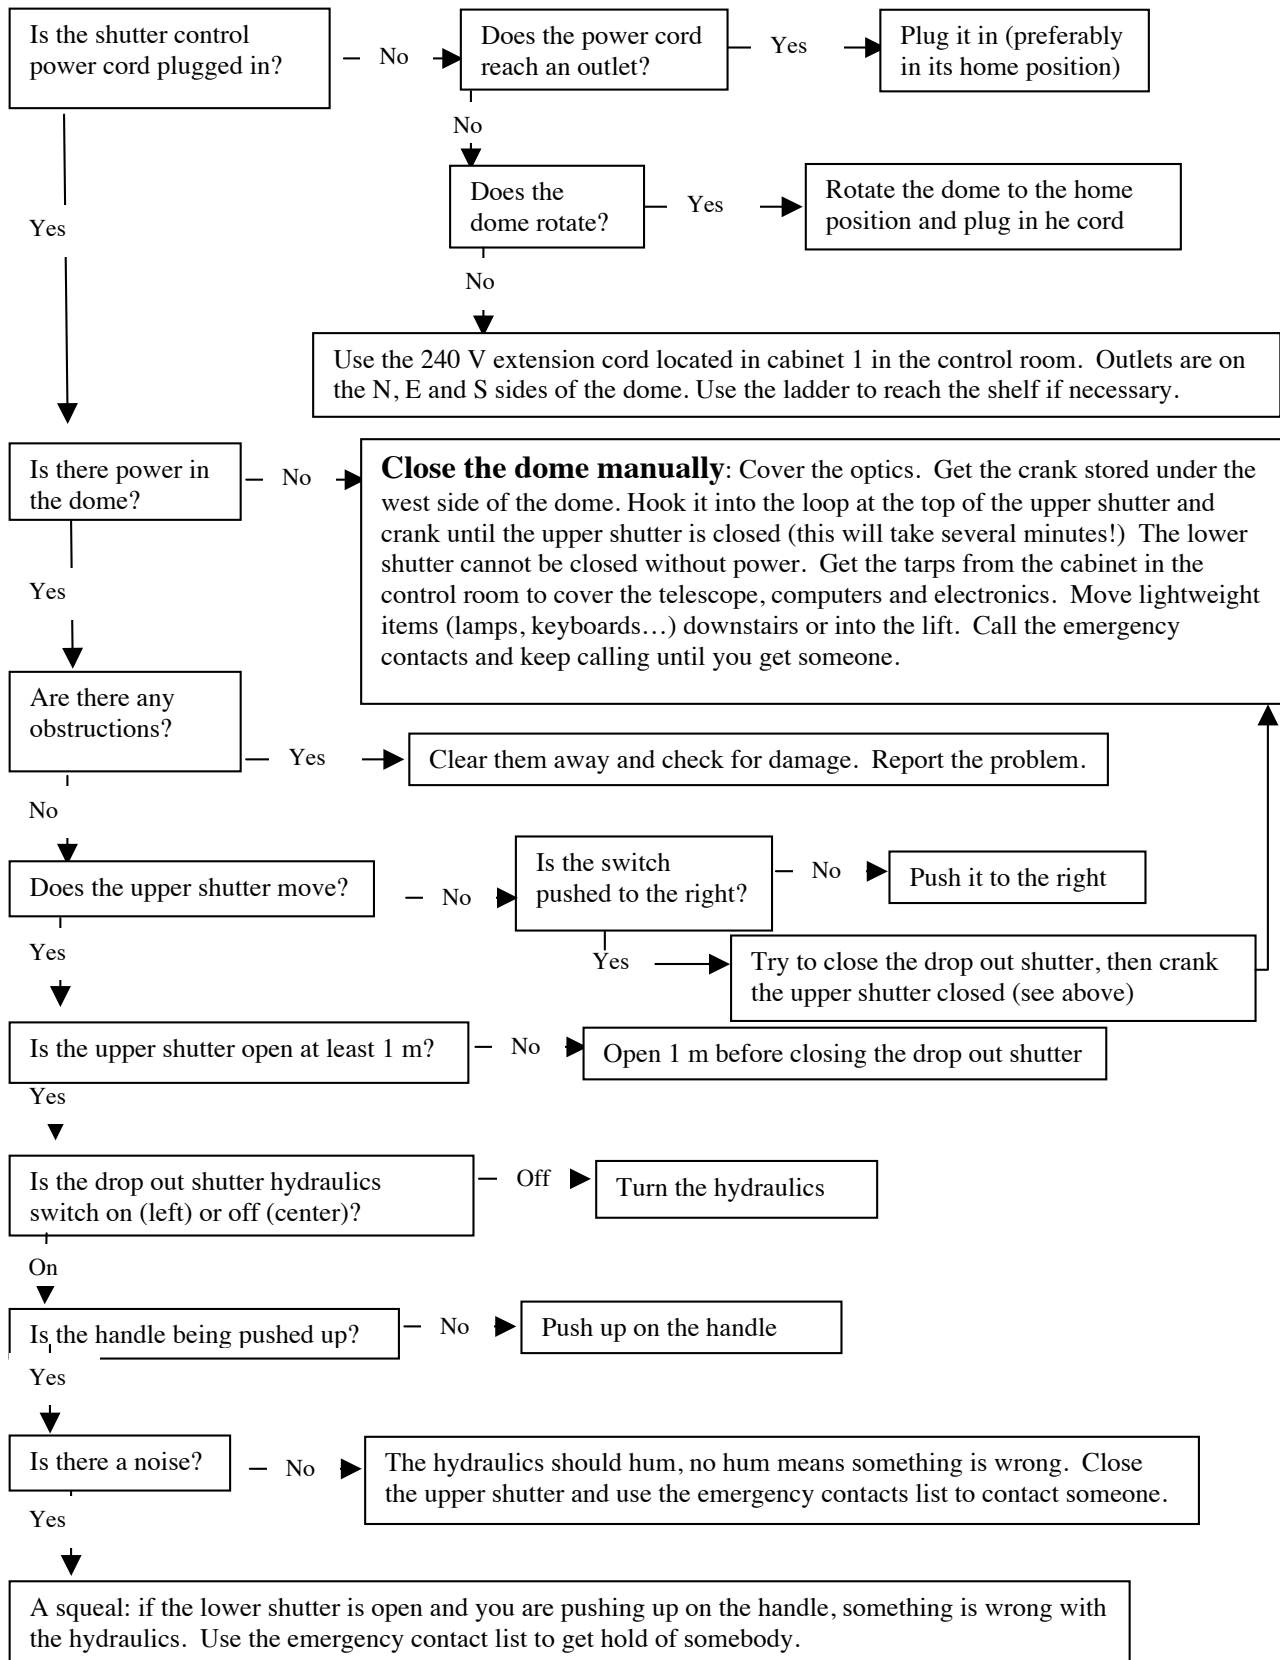 Is the shutter control
power cord plugged in?
No
Does the power cord
reach an outlet?
Yes
Plug it in (preferably
in its home position)
No
Does the
dome rotate?
Yes
Rotate the dome to the home
position and plug in he cord
Yes
No
Use the 240 V extension cord located in cabinet 1 in the control room. Outlets are on
the N, E and S sides of the dome. Use the ladder to reach the shelf if necessary.
Is there power in
the dome?
No
Close the dome manually: Cover the optics. Get the crank stored under the
west side of the dome. Hook it into the loop at the top of the upper shutter and
crank until the upper shutter is closed (this will take several minutes!) The lower
shutter cannot be closed without power. Get the tarps from the cabinet in the
control room to cover the telescope, computers and electronics. Move lightweight
items (lamps, keyboards…) downstairs or into the lift. Call the emergency
contacts and keep calling until you get someone.
Yes
Are there any
obstructions?
Yes
Clear them away and check for damage. Report the problem.
No
Does the upper shutter move?
No
Is the switch
pushed to the right?
No
Push it to the right
Yes
Yes
Try to close the drop out shutter, then crank
the upper shutter closed (see above)
Is the upper shutter open at least 1 m?
No
Open 1 m before closing the drop out shutter
Yes
Is the drop out shutter hydraulics
switch on (left) or off (center)?
Off
Turn the hydraulics
On
Is the handle being pushed up?
No
Push up on the handle
Yes
Is there a noise?
No
The hydraulics should hum, no hum means something is wrong. Close
the upper shutter and use the emergency contacts list to contact someone.
Yes
A squeal: if the lower shutter is open and you are pushing up on the handle, something is wrong with
the hydraulics. Use the emergency contact list to get hold of somebody.